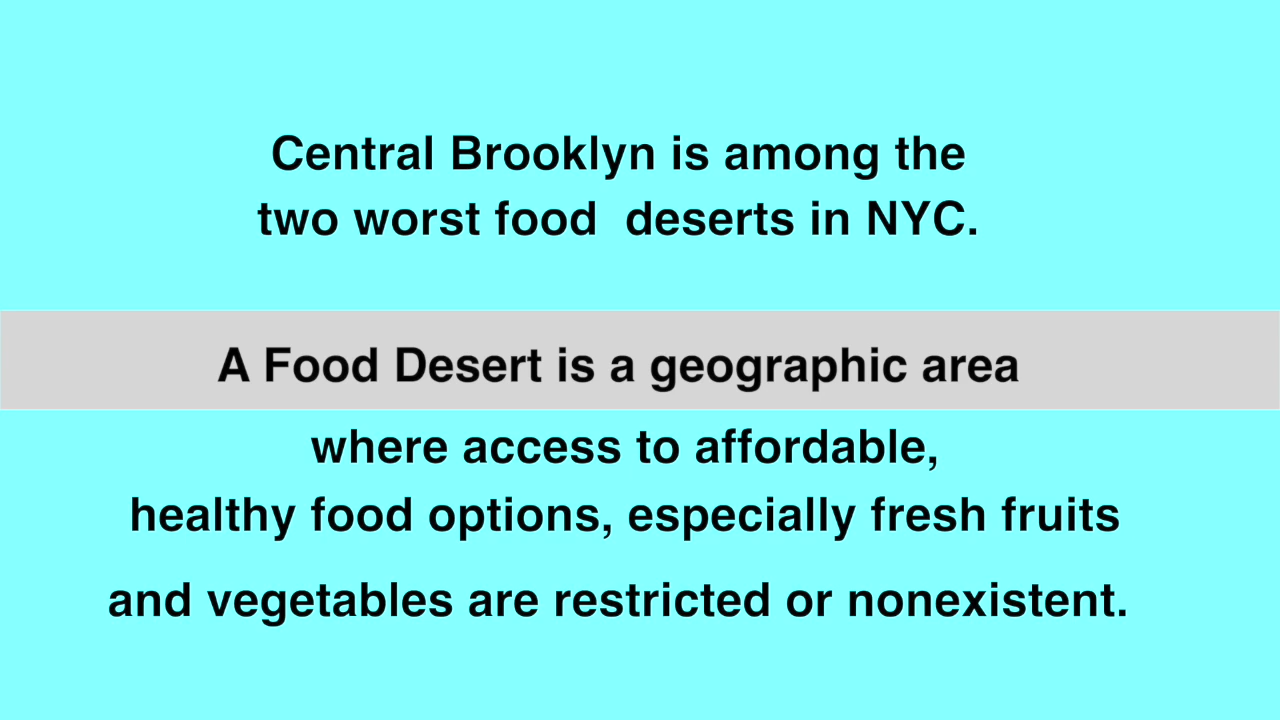 Central Brooklyn is among the
two worst food  deserts in NYC.
A Food Desert is a geographic area
where access to affordable,
healthy food options, especially fresh fruits
and vegetables are restricted or nonexistent.